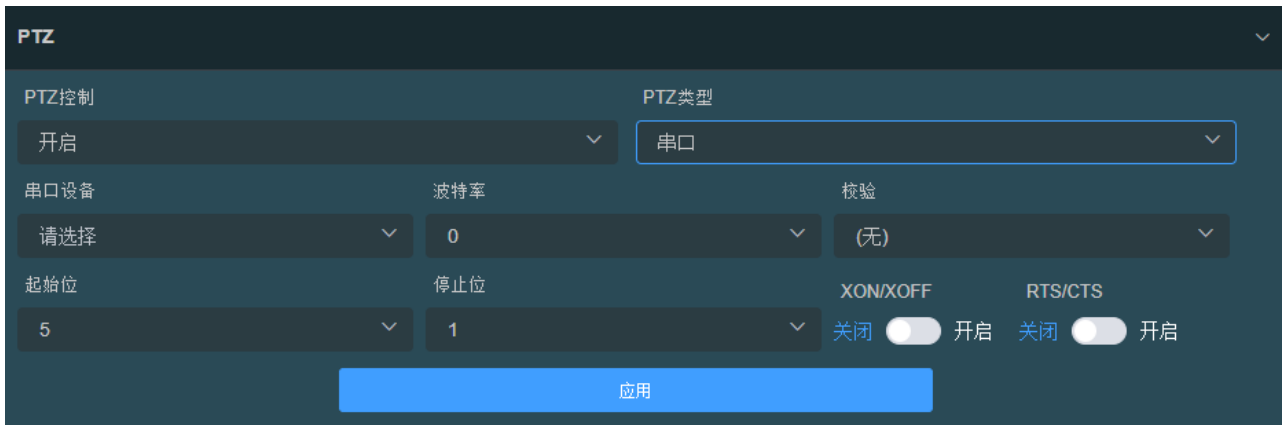 PTZ
PTZ控制 PTZ类型
开启 串口
串口设备 波特率 校验
请选择 0 (无)
起始位 停止位 XON/XOFF RTS/CTS
5 1 关闭 开启 关闭 开启
应用